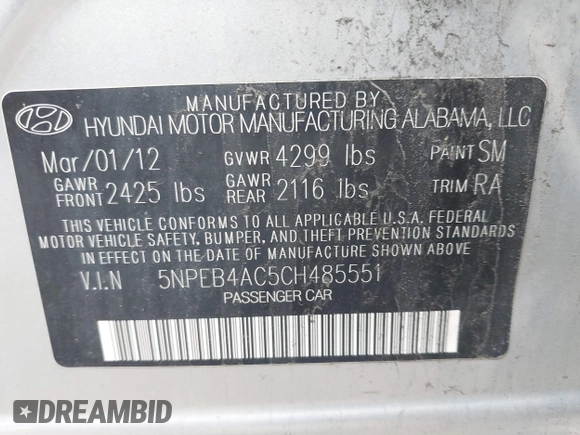 MANUFACTURED BY
HYUNDAI MOTOR MANUFACTURING ALABAMA, LLC
Mar/01/12 GVWR 4299 lbs PAINT SM
GAWR FRONT 2425 lbs GAWR REAR 2116 lbs TRIM RA
THIS VEHICLE CONFORMS TO ALL APPLICABLE U.S.A. FEDERAL
MOTOR VEHICLE SAFETY, BUMPER, AND THEFT PREVENTION STANDARDS
IN EFFECT ON THE DATE OF MANUFACTURE SHOWN ABOVE.
V.I.N 5NPEB4AC5CH485551
PASSENGER CAR
DREAMBID